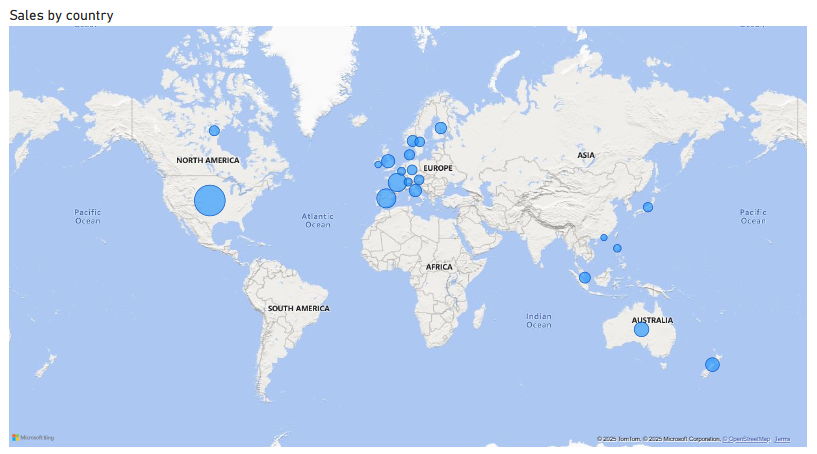 Sales by country
NORTH AMERICA
EUROPE
ASIA
Pacific
Ocean
Atlantic
Ocean
Pacific
Ocean
AFRICA
SOUTH AMERICA
Indian
Ocean
AUSTRALIA
Microsoft Bing
© 2025 TomTom, © 2025 Microsoft Corporation, © OpenStreetMap Terms